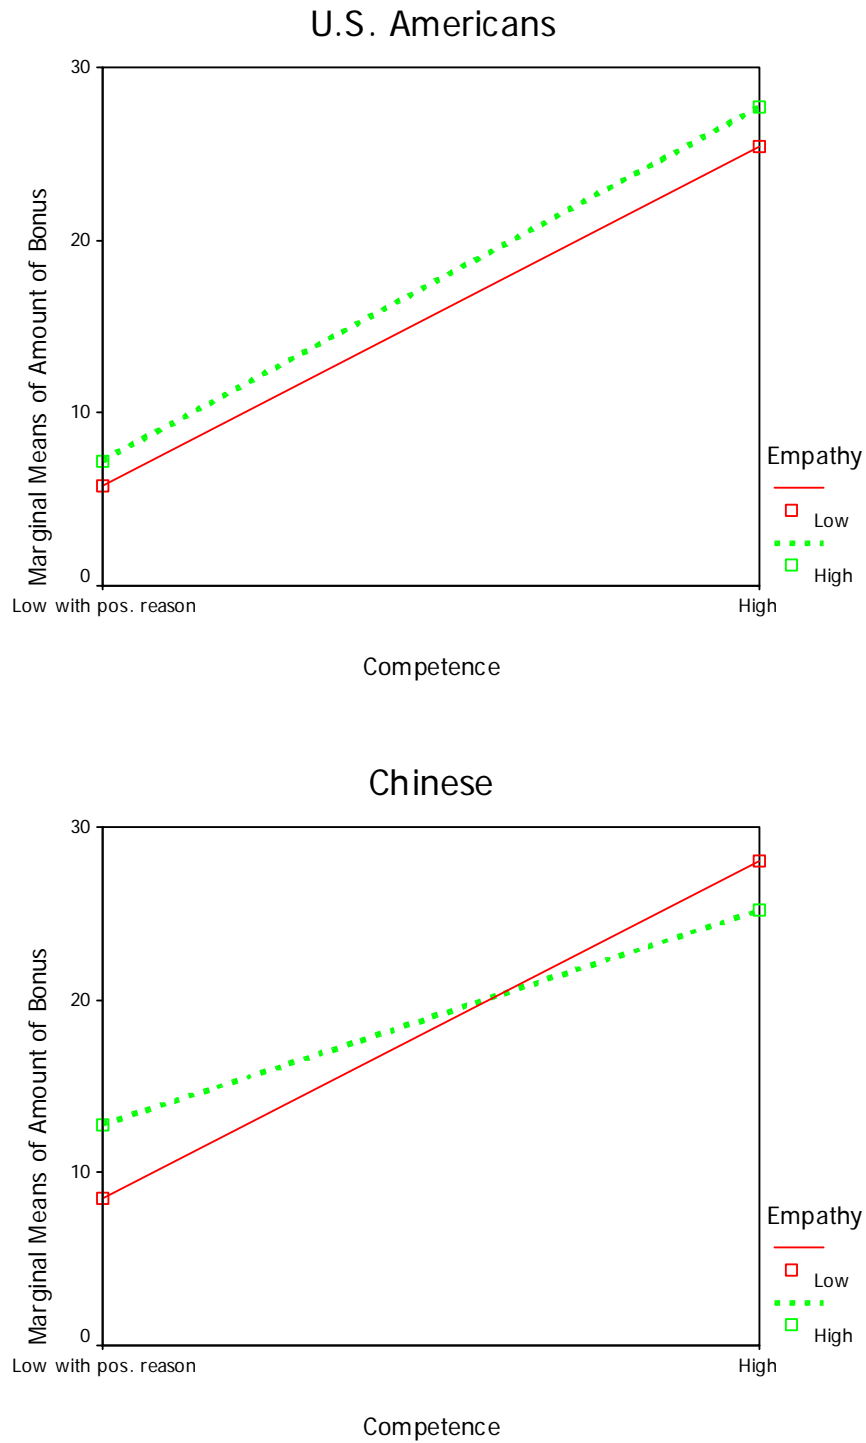 U.S. Americans
30
20
10
0
Marginal Means of Amount of Bonus
Low with pos. reason
High
Competence
Empathy
Low
High
Chinese
30
20
10
0
Marginal Means of Amount of Bonus
Low with pos. reason
High
Competence
Empathy
Low
High